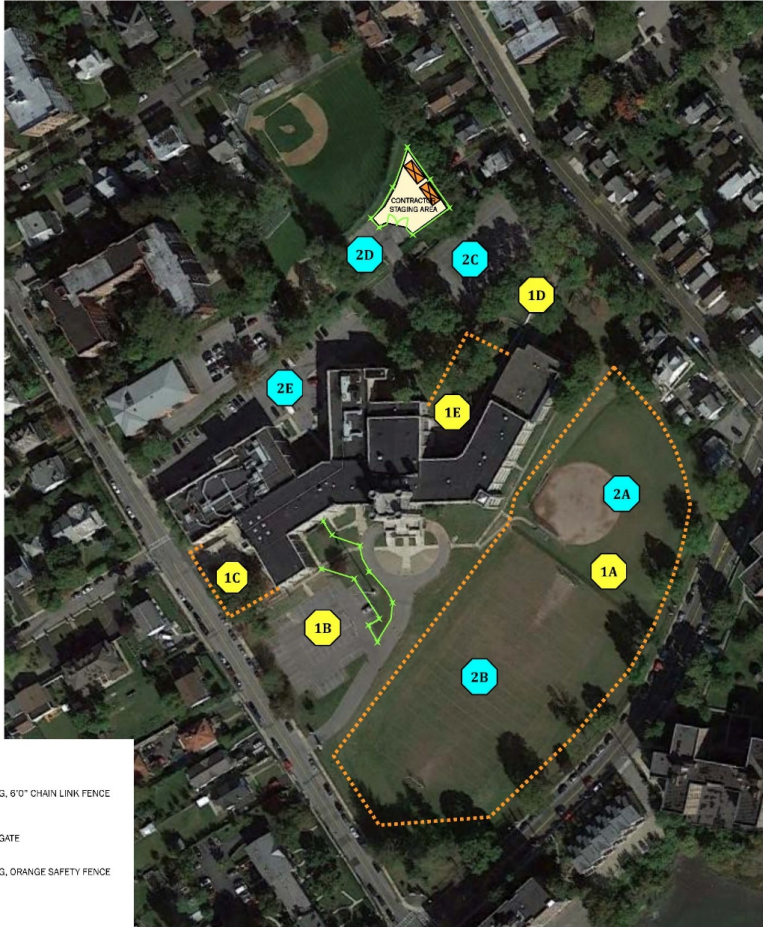 CONTRACTOR
STAGING AREA
2D
2C
1D
2E
1E
2A
1A
1C
1B
2B
G, 6'0" CHAIN LINK FENCE
GATE
G, ORANGE SAFETY FENCE